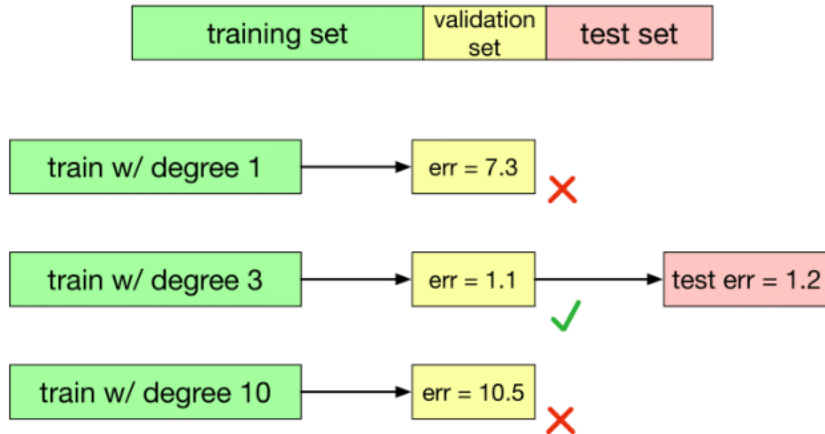 training set
validation
set
test set
train w/ degree 1
err = 7.3
train w/ degree 3
err = 1.1
test err = 1.2
train w/ degree 10
err = 10.5